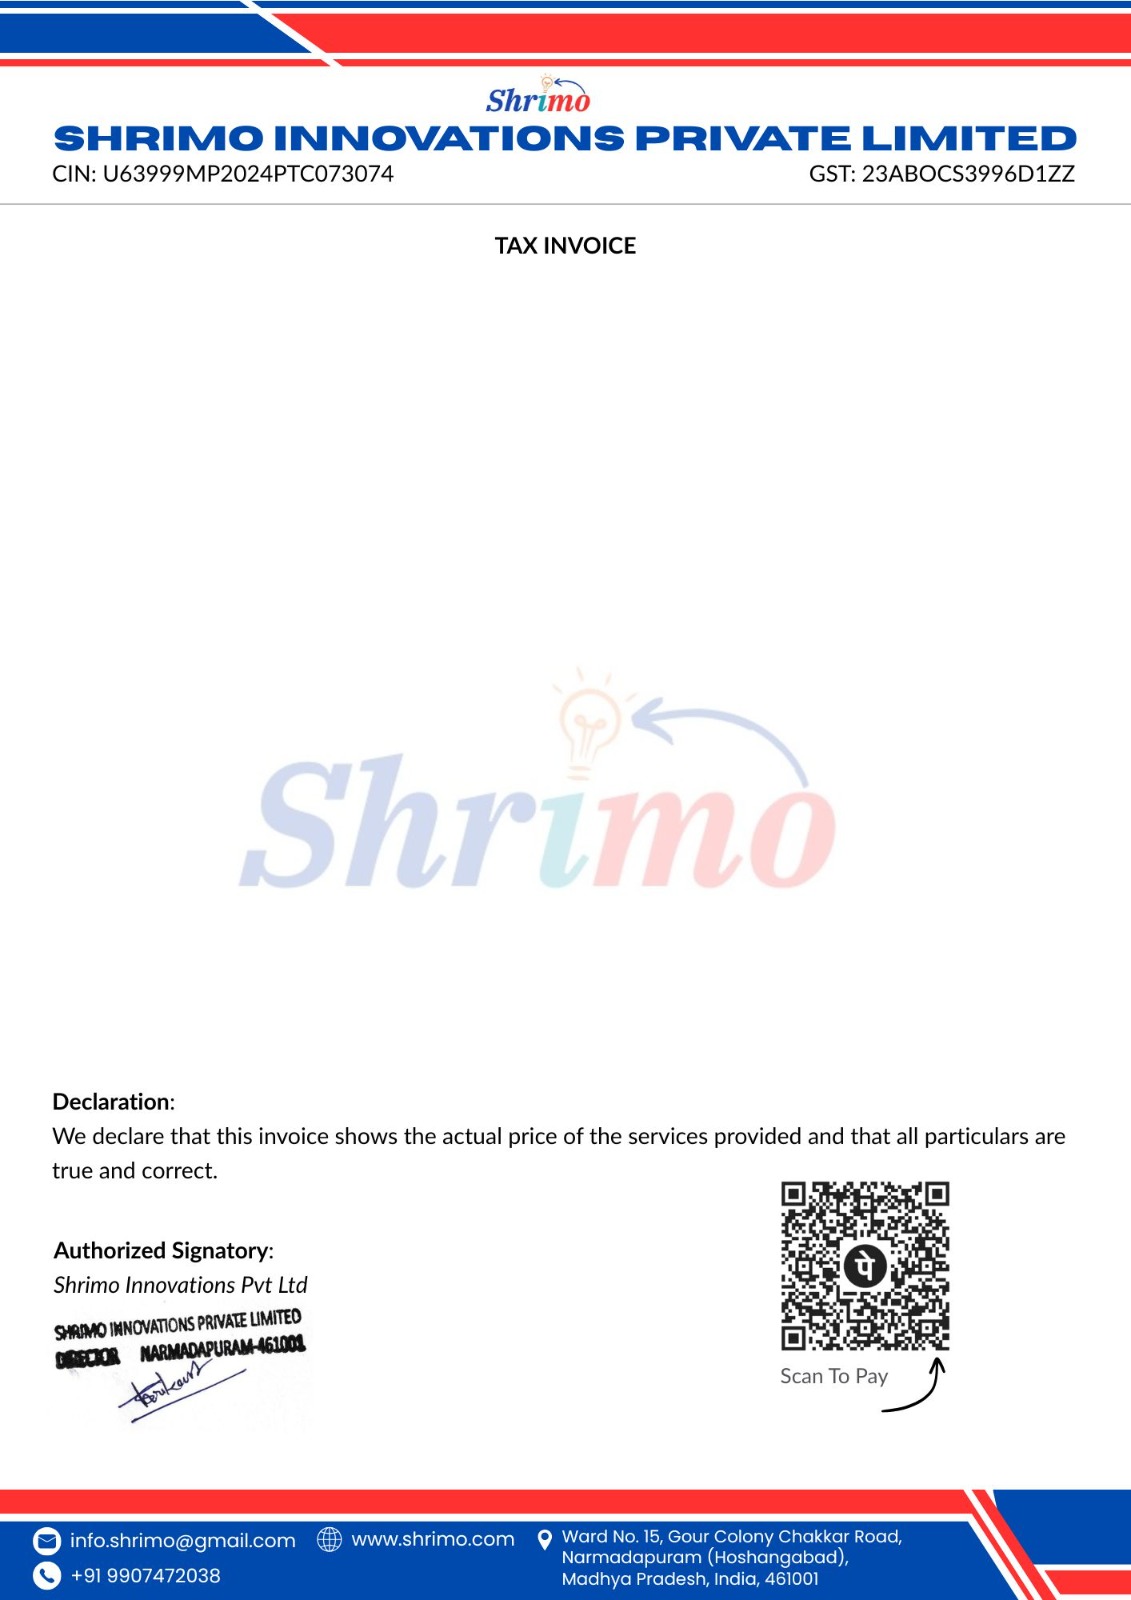 Shrimo
SHRIMO INNOVATIONS PRIVATE LIMITED
CIN: U63999MP2024PTC073074 GST: 23ABOCS3996D1ZZ
TAX INVOICE
Shrimo
Declaration:
We declare that this invoice shows the actual price of the services provided and that all particulars are
true and correct.
Authorized Signatory:
Shrimo Innovations Pvt Ltd
SHRIMO INNOVATIONS PRIVATE LIMITED
DIRECTOR NARMADAPURAM-461001
पे
Scan To Pay
info.shrimo@gmail.com
www.shrimo.com
+91 9907472038
Ward No. 15, Gour Colony Chakkar Road,
Narmadapuram (Hoshangabad),
Madhya Pradesh, India, 461001